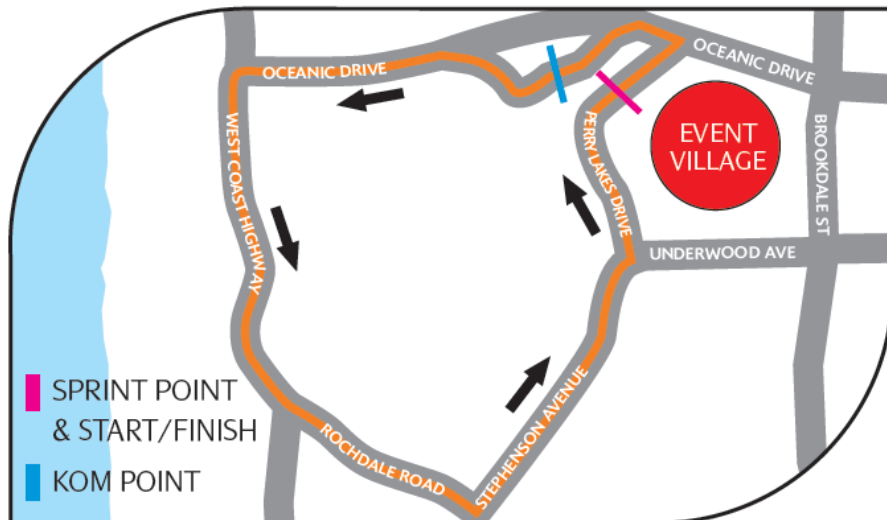 OCEANIC DRIVE
OCEANIC DRIVE
WEST COAST HIGHWAY
PERRY LAKES DRIVE
EVENT
VILLAGE
BROOKDALE ST
UNDERWOOD AVE
SPRINT POINT
& START/FINISH
KOM POINT
ROCHDALE ROAD
STEPHENSON AVENUE